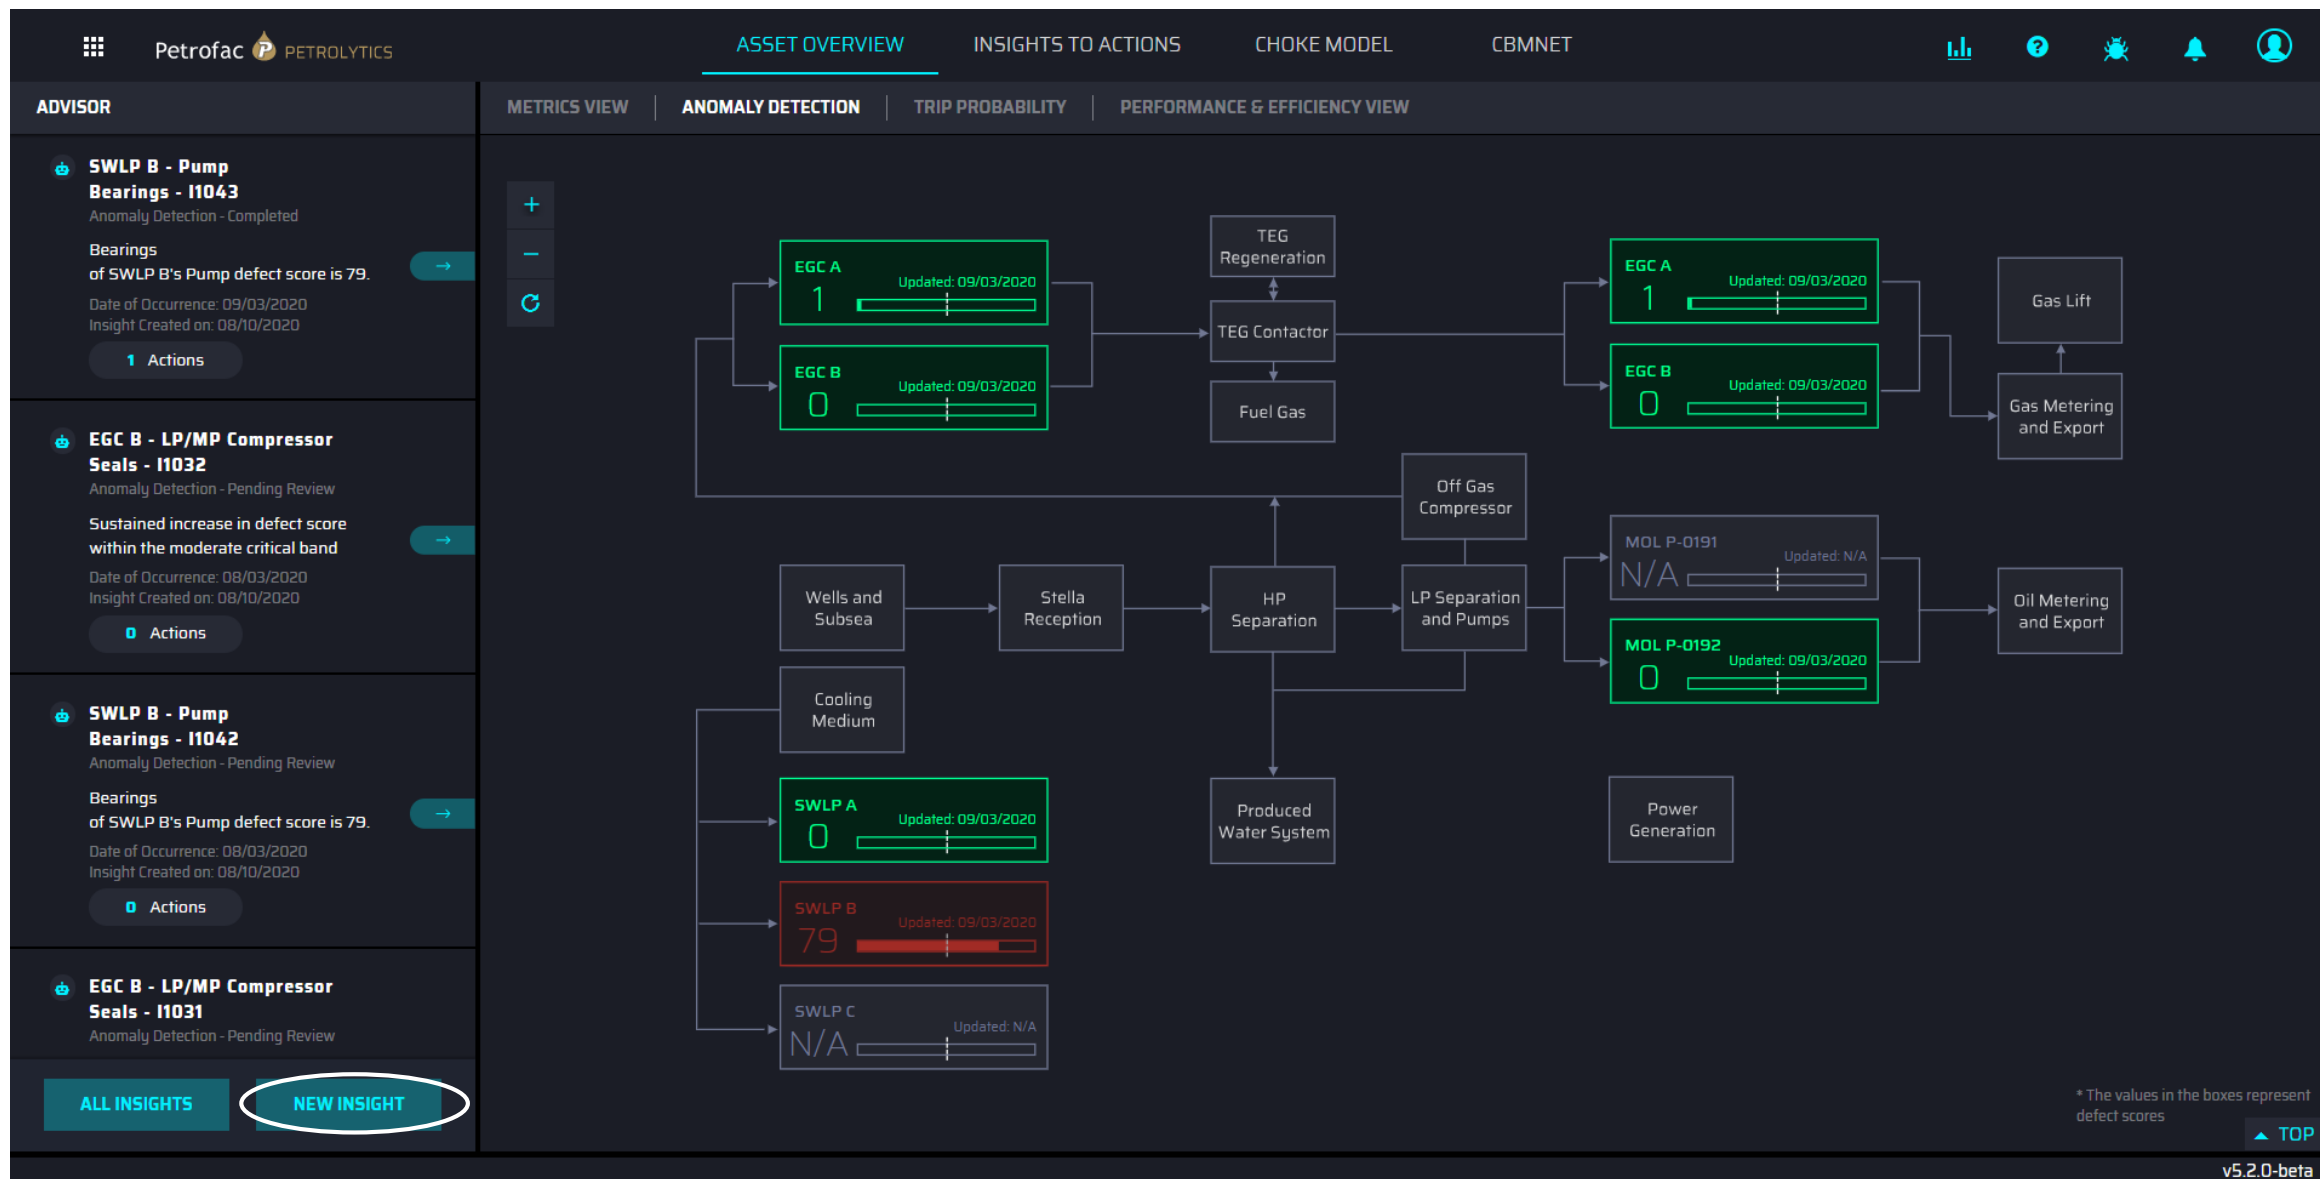 Petrofac PETROLYTICS
ASSET OVERVIEW
INSIGHTS TO ACTIONS
CHOKE MODEL
CBMNET
ADVISOR
METRICS VIEW
ANOMALY DETECTION
TRIP PROBABILITY
PERFORMANCE & EFFICIENCY VIEW
SWLP B - Pump
Bearings - I1043
Anomaly Detection - Completed
Bearings
of SWLP B's Pump defect score is 79.
Date of Occurrence: 09/03/2020
Insight Created on: 08/10/2020
1 Actions
EGC B - LP/MP Compressor
Seals - I1032
Anomaly Detection - Pending Review
Sustained increase in defect score
within the moderate critical band
Date of Occurrence: 08/03/2020
Insight Created on: 08/10/2020
0 Actions
SWLP B - Pump
Bearings - I1042
Anomaly Detection - Pending Review
Bearings
of SWLP B's Pump defect score is 79.
Date of Occurrence: 08/03/2020
Insight Created on: 08/10/2020
0 Actions
EGC B - LP/MP Compressor
Seals - I1031
Anomaly Detection - Pending Review
ALL INSIGHTS
NEW INSIGHT
EGC A
Updated: 09/03/2020
1
EGC B
Updated: 09/03/2020
0
TEG
Regeneration
TEG Contactor
Fuel Gas
EGC A
Updated: 09/03/2020
1
EGC B
Updated: 09/03/2020
0
Gas Lift
Gas Metering
and Export
Off Gas
Compressor
Wells and
Subsea
Stella
Reception
HP
Separation
LP Separation
and Pumps
MOL P-0191
Updated: N/A
N/A
MOL P-0192
Updated: 09/03/2020
0
Oil Metering
and Export
Cooling
Medium
SWLP A
Updated: 09/03/2020
0
SWLP B
Updated: 09/03/2020
79
SWLP C
Updated: N/A
N/A
Produced
Water System
Power
Generation
* The values in the boxes represent
defect scores
TOP
v5.2.0-beta